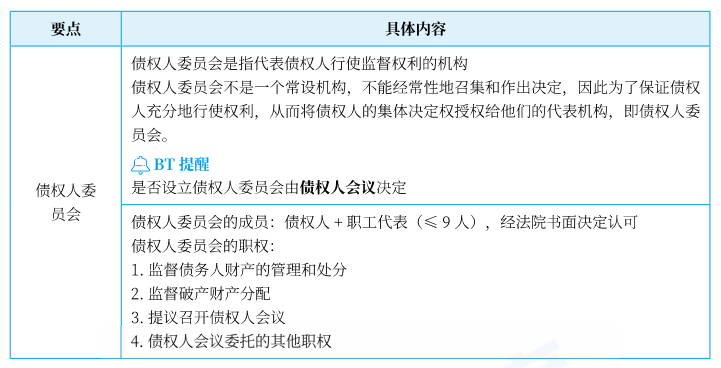 要点
具体内容
债权人委
员会
债权人委员会是指代表债权人行使监督权利的机构
债权人委员会不是一个常设机构，不能经常性地召集和作出决定，因此为了保证债权
人充分地行使权利，从而将债权人的集体决定权授权给他们的代表机构，即债权人委
员会。
BT 提醒
是否设立债权人委员会由债权人会议决定
债权人委员会的成员：债权人 + 职工代表（≤ 9 人），经法院书面决定认可
债权人委员会的职权：
1. 监督债务人财产的管理和处分
2. 监督破产财产分配
3. 提议召开债权人会议
4. 债权人会议委托的其他职权